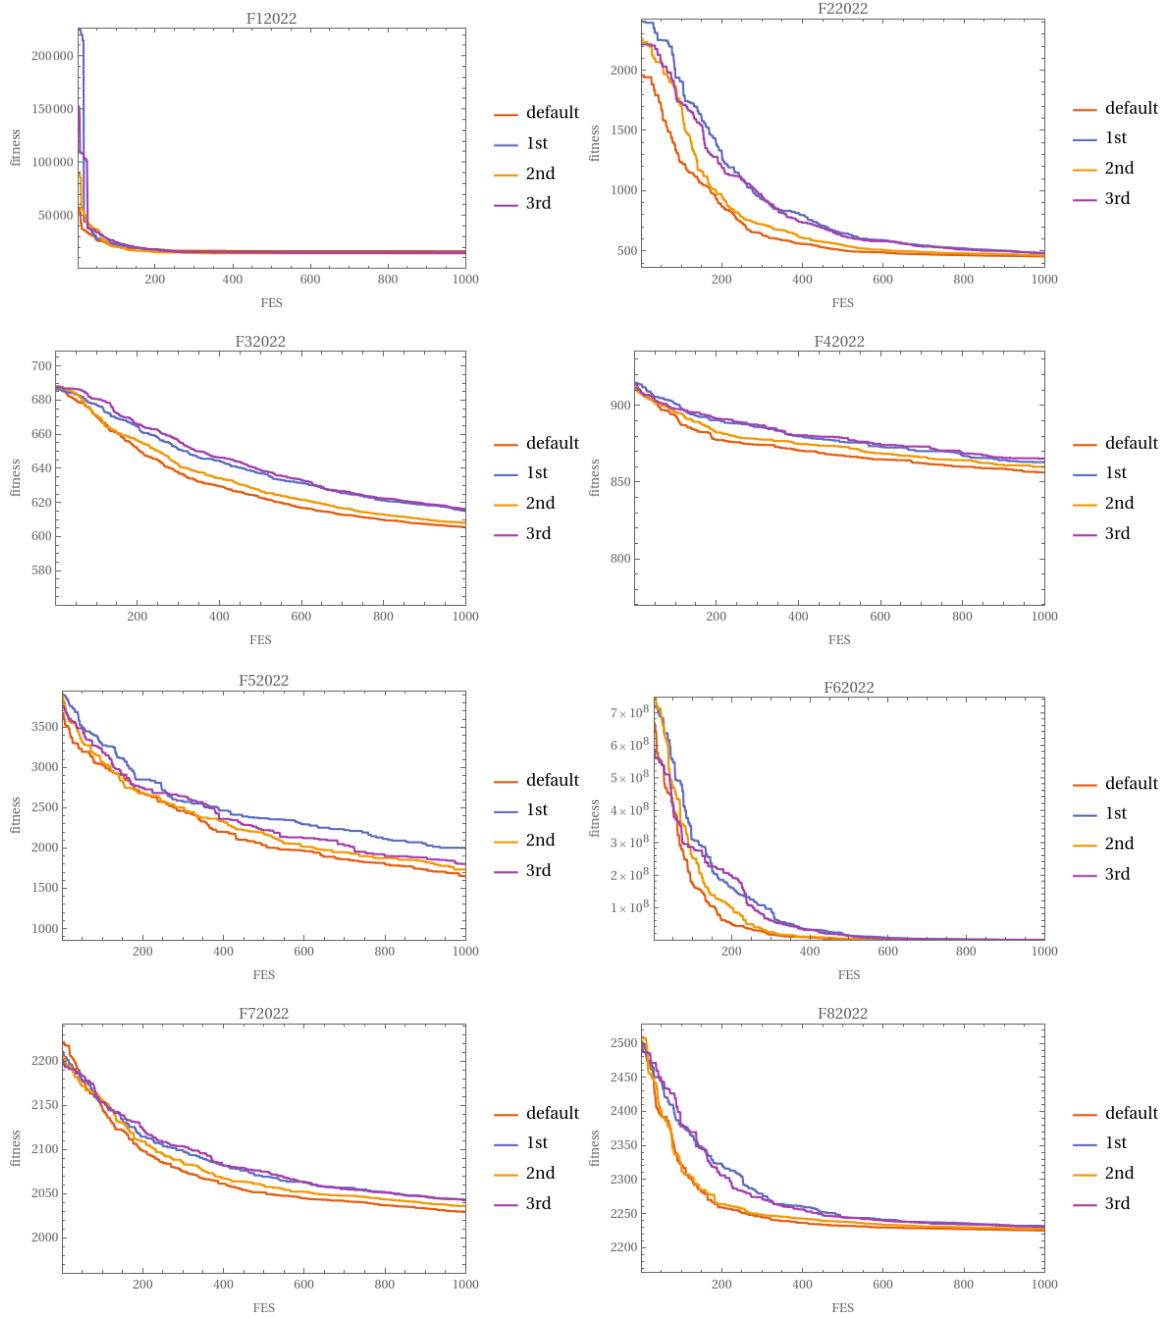 F12022
fitness
200000
150000
100000
50000
200 400 600 800 1000
FES
default
1st
2nd
3rd
F22022
fitness
2000
1500
1000
500
200 400 600 800 1000
FES
default
1st
2nd
3rd
F32022
fitness
700
680
660
640
620
600
580
200 400 600 800 1000
FES
default
1st
2nd
3rd
F42022
fitness
900
850
800
200 400 600 800 1000
FES
default
1st
2nd
3rd
F52022
fitness
3500
3000
2500
2000
1500
1000
200 400 600 800 1000
FES
default
1st
2nd
3rd
F62022
fitness
7 × 10⁸
6 × 10⁸
5 × 10⁸
4 × 10⁸
3 × 10⁸
2 × 10⁸
1 × 10⁸
200 400 600 800 1000
FES
default
1st
2nd
3rd
F72022
fitness
2200
2150
2100
2050
2000
200 400 600 800 1000
FES
default
1st
2nd
3rd
F82022
fitness
2500
2450
2400
2350
2300
2250
2200
200 400 600 800 1000
FES
default
1st
2nd
3rd